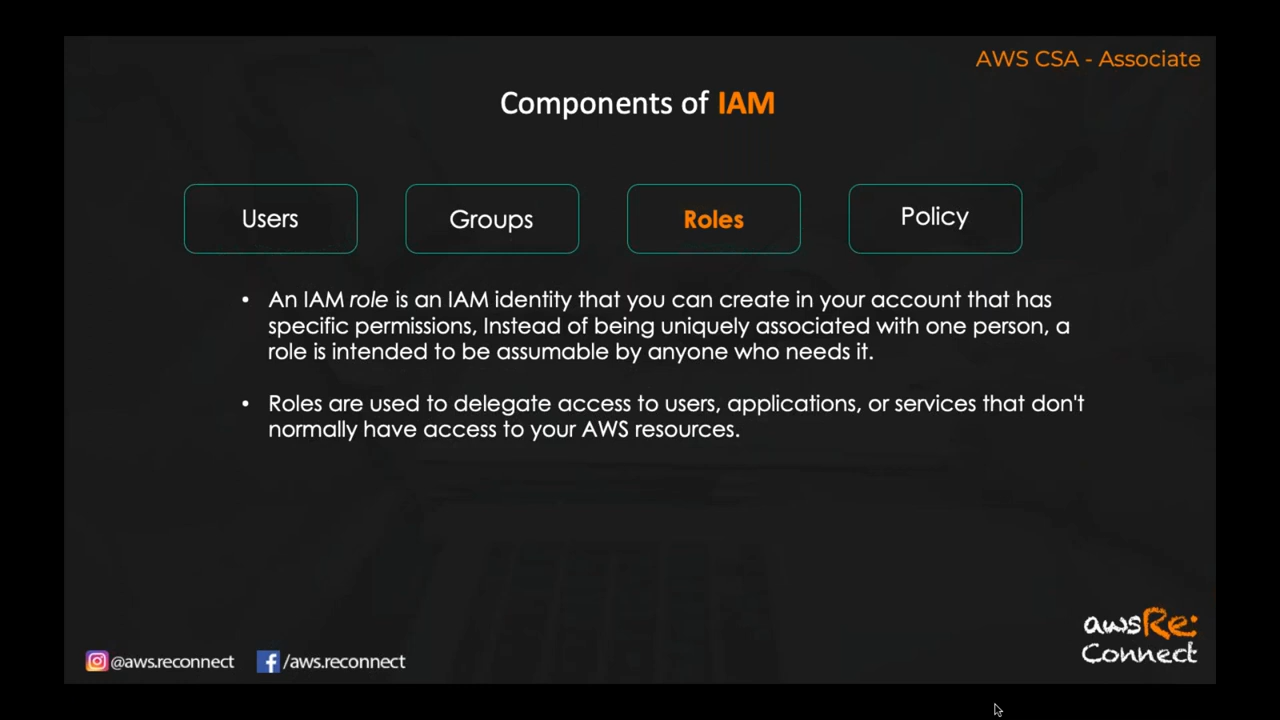 AWS CSA - Associate
Components of IAM
Users
Groups
Roles
Policy
• An IAM role is an IAM identity that you can create in your account that has
specific permissions, Instead of being uniquely associated with one person, a
role is intended to be assumable by anyone who needs it.
• Roles are used to delegate access to users, applications, or services that don't
normally have access to your AWS resources.
awsRe:
Connect
@aws.reconnect
/aws.reconnect